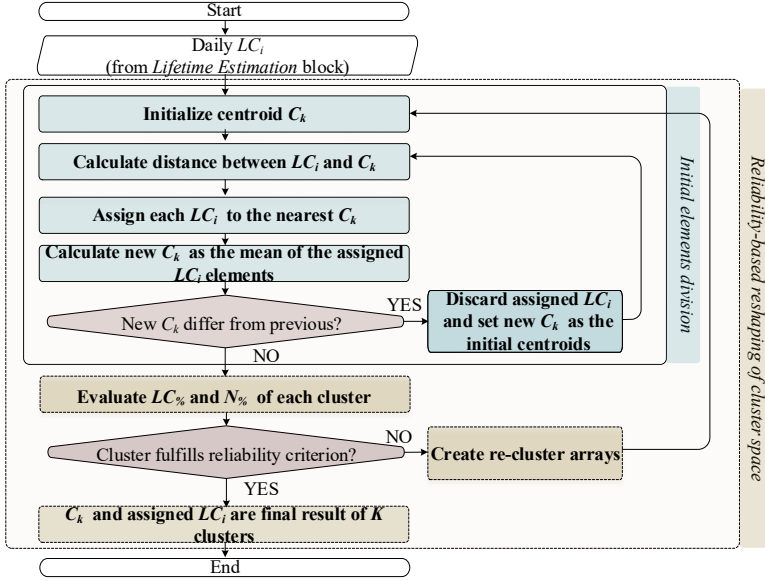 Start
Daily LCi
(from Lifetime Estimation block)
Initialize centroid Ck
Calculate distance between LCi and Ck
Assign each LCi to the nearest Ck
Calculate new Ck as the mean of the assigned
LCi elements
New Ck differ from previous?
YES
Discard assigned LCi
and set new Ck as the
initial centroids
NO
Initial elements division
Evaluate LC% and N% of each cluster
Cluster fulfills reliability criterion?
NO
Create re-cluster arrays
YES
Ck and assigned LCi are final result of K
clusters
Reliability-based reshaping of cluster space
End